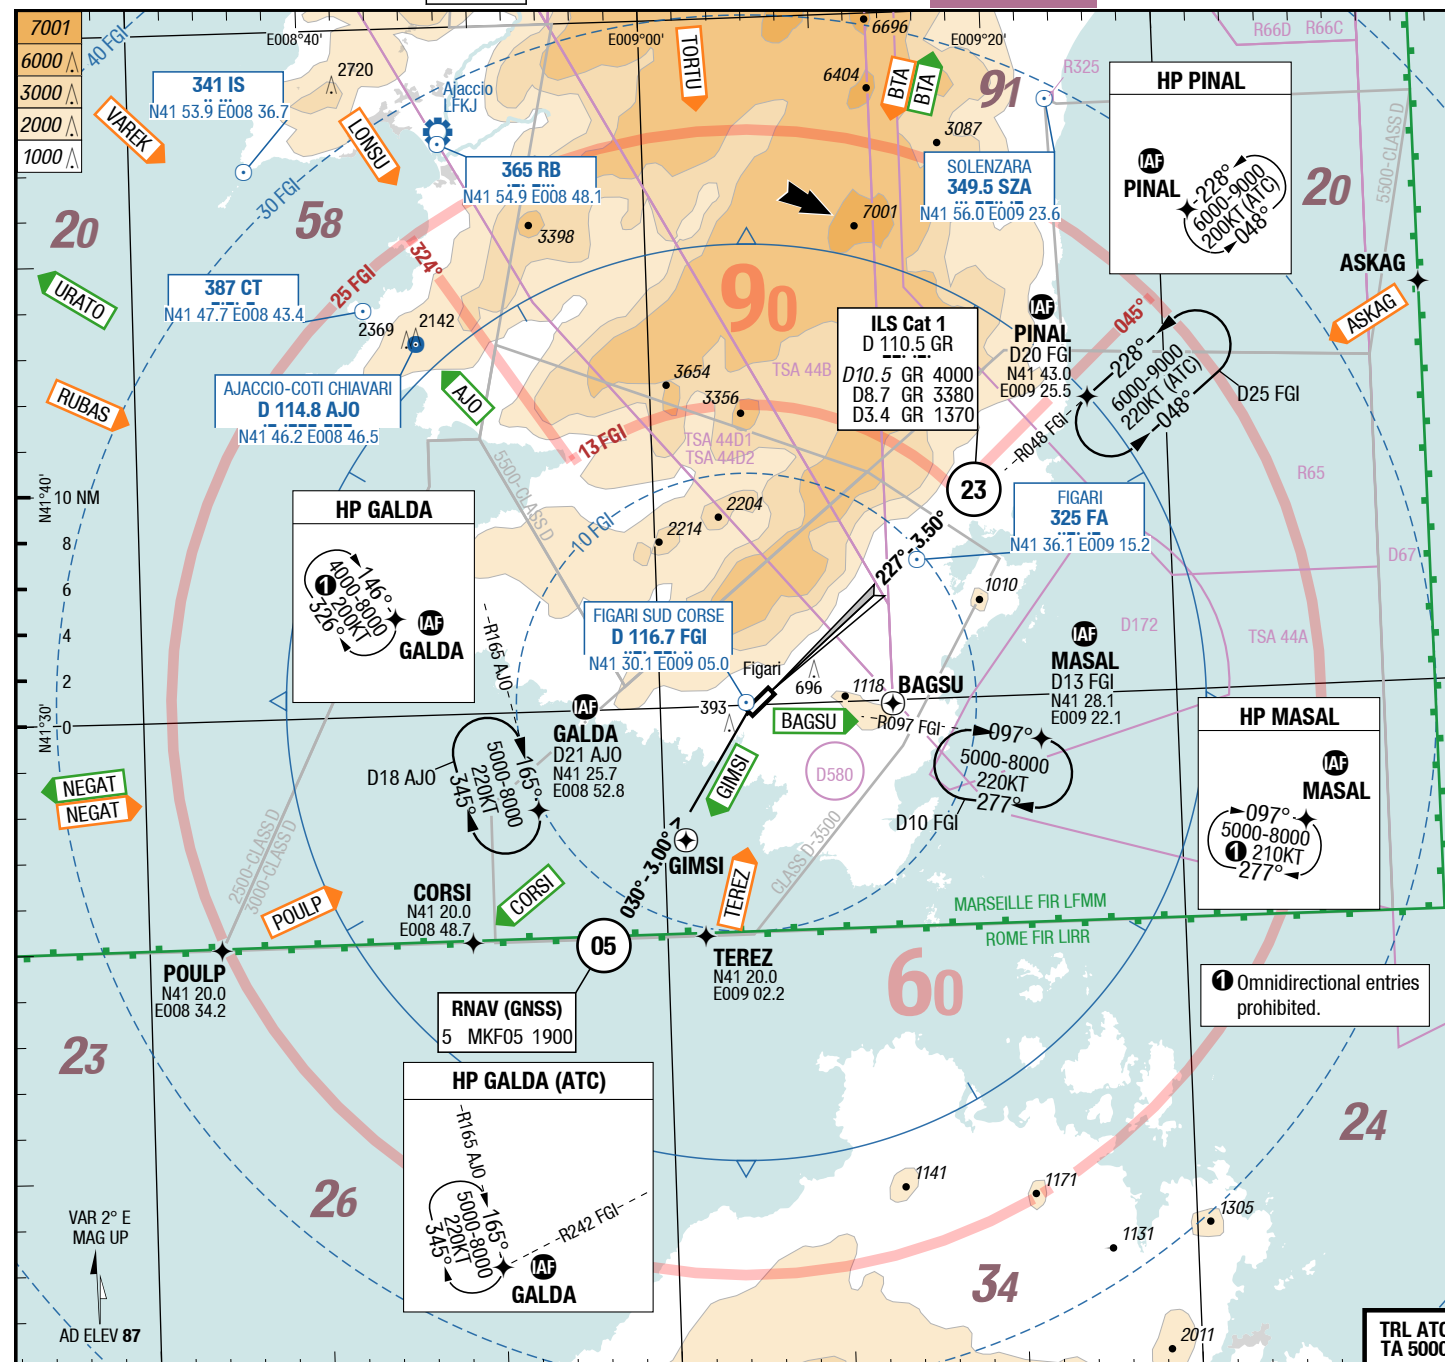 7001
6000
3000
2000
1000
40 FGI
E008°40'
E009°00'
E009°20'
6696
R66D
R66C
341 IS
N41 53.9 E008 36.7
2720
Ajaccio
LFKJ
TORTU
6404
BTA
BTA
91
R325
HP PINAL
IAF
PINAL
228°
6000-9000
200KT(ATC)
048°
5500-CLASS D
VAREK
LONSU
30 FGI
365 RB
N41 54.9 E008 48.1
3087
SOLENZARA
349.5 SZA
N41 56.0 E009 23.6
20
58
20
3398
7001
324°
25 FGI
ASKAG
ASKAG
URATO
387 CT
N41 47.7 E008 43.4
90
2369
2142
ILS Cat 1
D 110.5 GR
D10.5 GR 4000
D8.7 GR 3380
D3.4 GR 1370
IAF
PINAL
D20 FGI
N41 43.0
E009 25.5
045°
228°
6000-9000
220KT (ATC)
048°
D25 FGI
R048 FGI
TSA 44B
3654
3356
TSA 44D1
TSA 44D2
AJACCIO-COTI CHIAVARI
D 114.8 AJO
N41 46.2 E008 46.5
AJO
RUBAS
13 FGI
5500-CLASS D
23
R65
N41°40'
10 NM
8
6
4
2
0
N41°30'
HP GALDA
146°
4000-8000
1 200KT
326°
IAF
GALDA
2204
2214
10 FGI
227°-3.50°
FIGARI
325 FA
N41 36.1 E009 15.2
D67
1010
R165 AJO
FIGARI SUD CORSE
D 116.7 FGI
N41 30.1 E009 05.0
Figari
696
1118
393
BAGSU
BAGSU
R097 FGI
IAF
MASAL
D13 FGI
N41 28.1
E009 22.1
D172
TSA 44A
HP MASAL
IAF
MASAL
097°
5000-8000
1 210KT
277°
IAF
GALDA
D21 AJO
N41 25.7
E008 52.8
D18 AJO
165°
5000-8000
220KT
345°
GIMSI
D580
097°
5000-8000
220KT
277°
D10 FGI
NEGAT
NEGAT
030°-3.00°
GIMSI
TEREZ
CLASS D-3500
2500-CLASS D
3000-CLASS D
POULP
CORSI
N41 20.0
E008 48.7
CORSI
MARSEILLE FIR LFMM
ROME FIR LIRR
POULP
N41 20.0
E008 34.2
05
TEREZ
N41 20.0
E009 02.2
60
1 Omnidirectional entries
prohibited.
RNAV (GNSS)
5 MKF05 1900
23
HP GALDA (ATC)
R165 AJO
165°
5000-8000
220KT
345°
R242 FGI
IAF
GALDA
24
26
1141
1171
1305
1131
34
2011
VAR 2° E
MAG UP
AD ELEV 87
TRL ATC
TA 5000